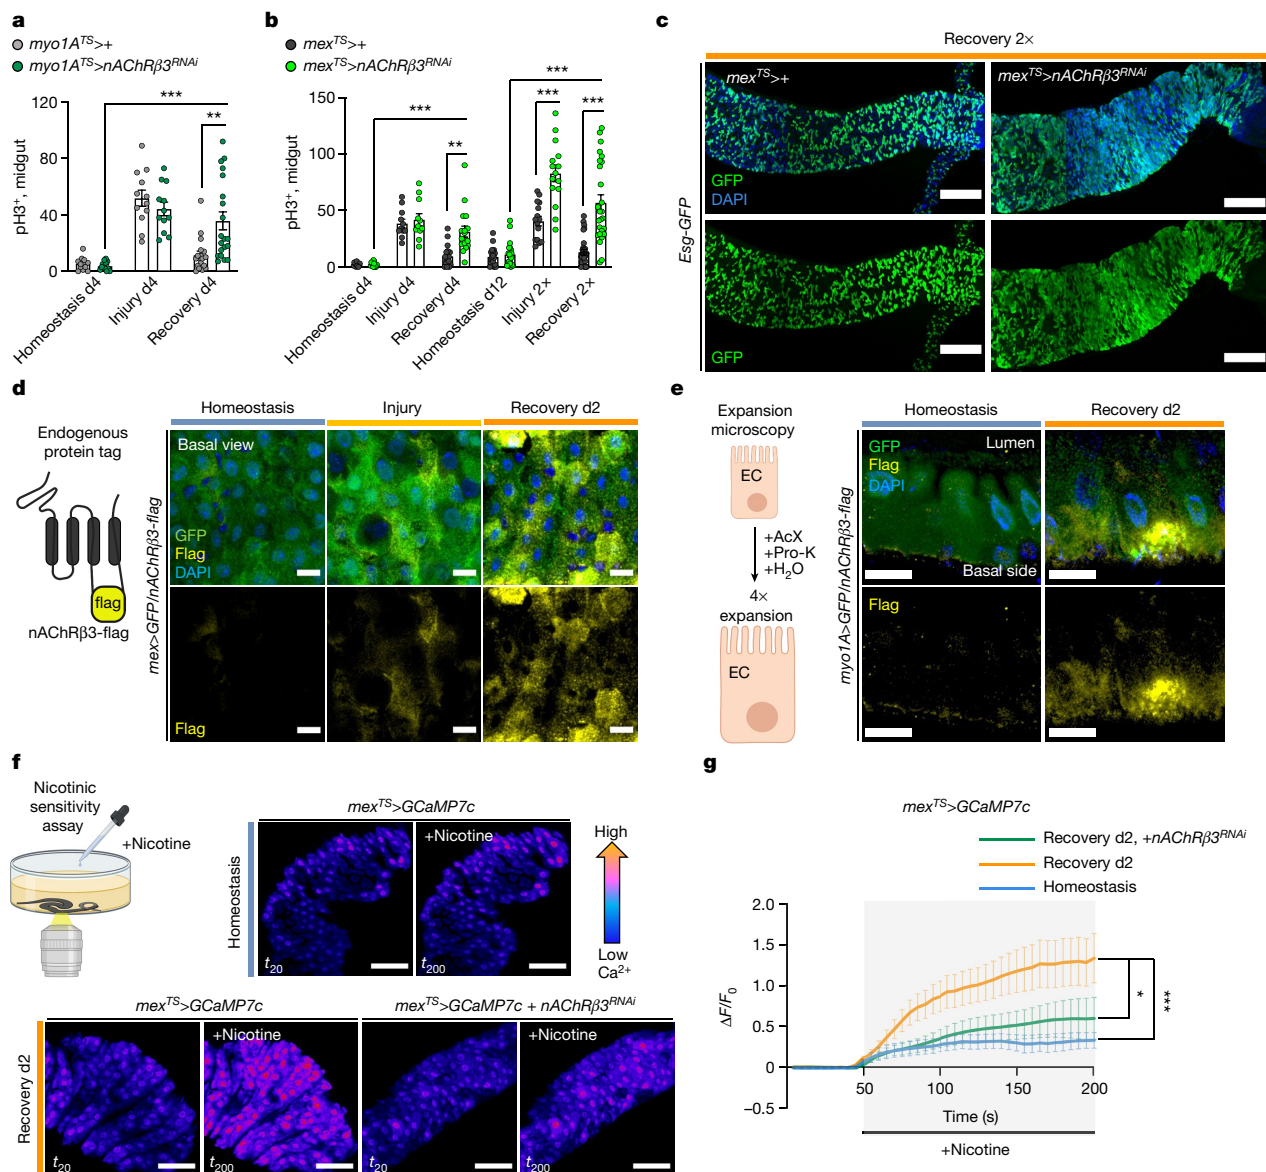 a
myo1A^TS>+
myo1A^TS>nAChRβ3^RNAi
***
**
120
80
40
0
pH3⁺, midgut
Homeostasis d4
Injury d4
Recovery d4
b
mex^TS>+
mex^TS>nAChRβ3^RNAi
***
***
***
***
**
150
100
50
0
pH3⁺, midgut
Homeostasis d4
Injury d4
Recovery d4
Homeostasis d12
Injury 2×
Recovery 2×
c
Recovery 2×
mex^TS>+
mex^TS>nAChRβ3^RNAi
GFP
DAPI
Esg-GFP
GFP
d
Endogenous
protein tag
flag
nAChRβ3-flag
Homeostasis
Injury
Recovery d2
Basal view
GFP
Flag
DAPI
mex>GFP/nAChRβ3-flag
Flag
e
Expansion
microscopy
EC
+AcX
+Pro-K
+H₂O
4×
expansion
EC
Homeostasis
Recovery d2
GFP
Flag
DAPI
Lumen
Basal side
myo1A>GFP/nAChRβ3-flag
Flag
f
Nicotinic
sensitivity
assay
+Nicotine
mex^TS>GCaMP7c
+Nicotine
Homeostasis
t₂₀
t₂₀₀
High
Low
Ca²⁺
mex^TS>GCaMP7c
mex^TS>GCaMP7c + nAChRβ3^RNAi
+Nicotine
+Nicotine
Recovery d2
t₂₀
t₂₀₀
t₂₀
t₂₀₀
g
mex^TS>GCaMP7c
Recovery d2, +nAChRβ3^RNAi
Recovery d2
Homeostasis
2.0
1.5
1.0
0.5
0
−0.5
ΔF/F₀
*
***
50
100
150
200
Time (s)
+Nicotine